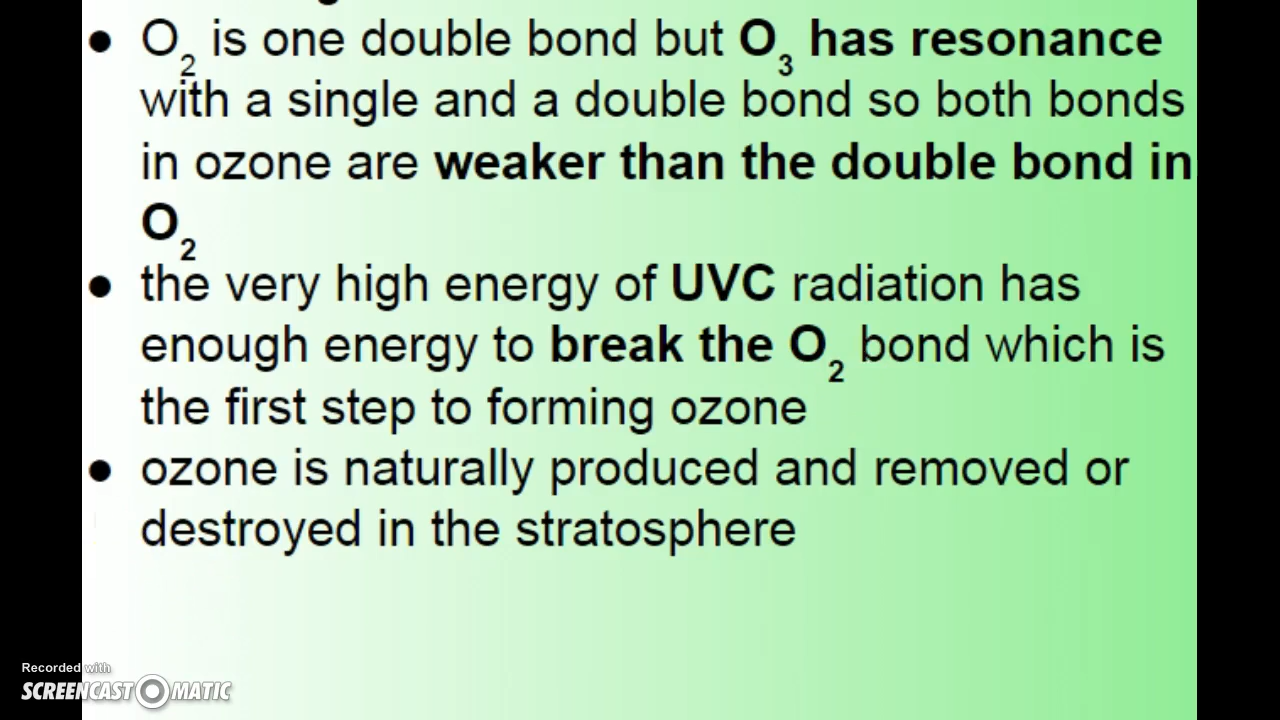 ● O₂ is one double bond but O₃ has resonance
with a single and a double bond so both bonds
in ozone are weaker than the double bond in
O₂
● the very high energy of UVC radiation has
enough energy to break the O₂ bond which is
the first step to forming ozone
● ozone is naturally produced and removed or
destroyed in the stratosphere
Recorded with
SCREENCAST-O-MATIC